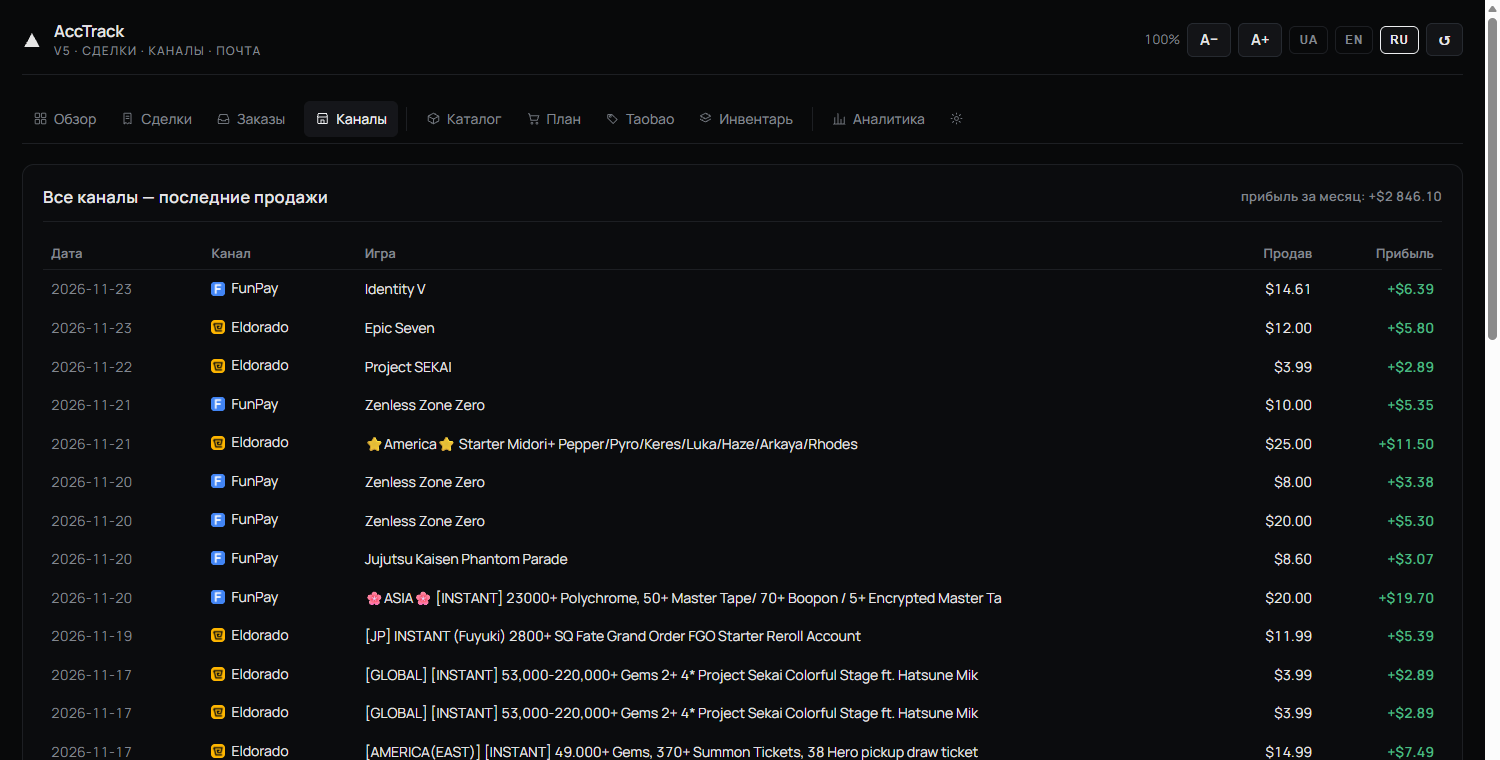 AccTrack
V5 · СДЕЛКИ · КАНАЛЫ · ПОЧТА
100% A− A+ UA EN RU ↺
Обзор Сделки Заказы Каналы Каталог План Taobao Инвентарь Аналитика
Все каналы — последние продажи прибыль за месяц: +$2 846.10
Дата Канал Игра Продав Прибыль
2026-11-23 FunPay Identity V $14.61 +$6.39
2026-11-23 Eldorado Epic Seven $12.00 +$5.80
2026-11-22 Eldorado Project SEKAI $3.99 +$2.89
2026-11-21 FunPay Zenless Zone Zero $10.00 +$5.35
2026-11-21 Eldorado ⭐America⭐ Starter Midori+ Pepper/Pyro/Keres/Luka/Haze/Arkaya/Rhodes $25.00 +$11.50
2026-11-20 FunPay Zenless Zone Zero $8.00 +$3.38
2026-11-20 FunPay Zenless Zone Zero $20.00 +$5.30
2026-11-20 FunPay Jujutsu Kaisen Phantom Parade $8.60 +$3.07
2026-11-20 FunPay 🌸ASIA🌸 [INSTANT] 23000+ Polychrome, 50+ Master Tape/ 70+ Boopon / 5+ Encrypted Master Ta $20.00 +$19.70
2026-11-19 Eldorado [JP] INSTANT (Fuyuki) 2800+ SQ Fate Grand Order FGO Starter Reroll Account $11.99 +$5.39
2026-11-17 Eldorado [GLOBAL] [INSTANT] 53,000-220,000+ Gems 2+ 4* Project Sekai Colorful Stage ft. Hatsune Mik $3.99 +$2.89
2026-11-17 Eldorado [GLOBAL] [INSTANT] 53,000-220,000+ Gems 2+ 4* Project Sekai Colorful Stage ft. Hatsune Mik $3.99 +$2.89
2026-11-17 Eldorado [AMERICA(EAST)] [INSTANT] 49.000+ Gems, 370+ Summon Tickets, 38 Hero pickup draw ticket $14.99 +$7.49